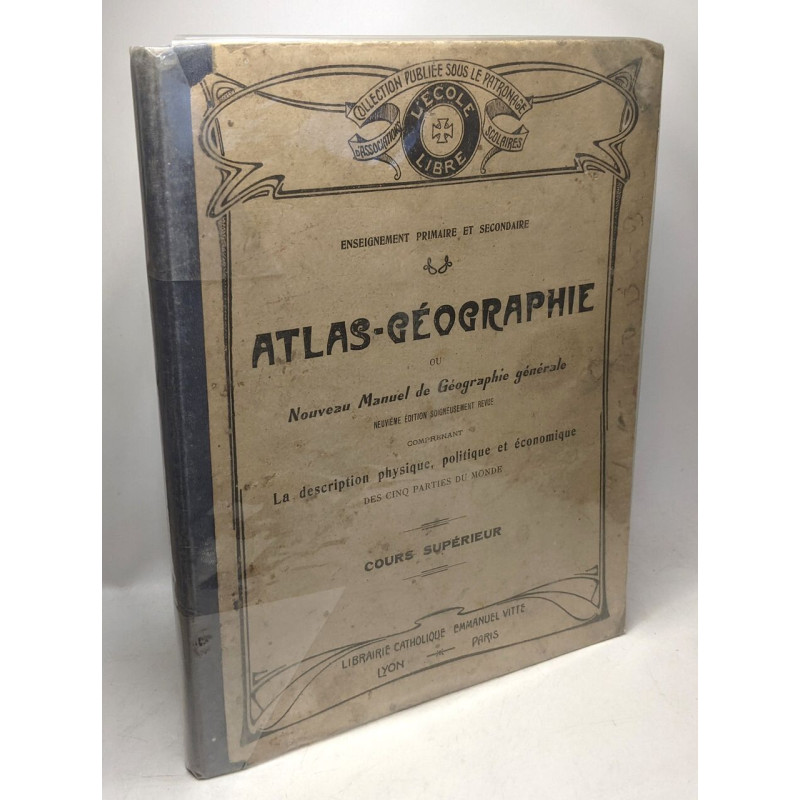 COLLECTION PUBLIÉE SOUS LE PATRONAGE
D'ASSOCIATIONS SCOLAIRES
L'ÉCOLE
LIBRE
ENSEIGNEMENT PRIMAIRE ET SECONDAIRE
ATLAS-GÉOGRAPHIE
OU
Nouveau Manuel de Géographie générale
NEUVIÈME ÉDITION SOIGNEUSEMENT REVUE
COMPRENANT
La description physique, politique et économique
DES CINQ PARTIES DU MONDE
COURS SUPÉRIEUR
LIBRAIRIE CATHOLIQUE EMMANUEL VITTE
LYON PARIS